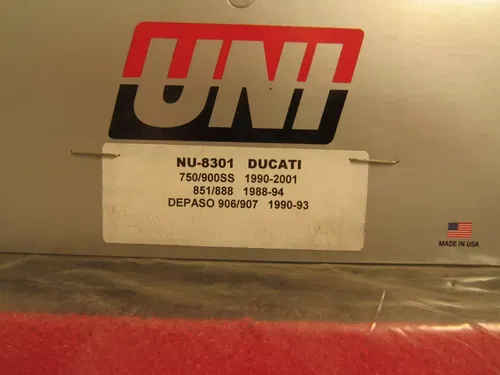 UNI
NU-8301 DUCATI
750/900SS 1990-2001
851/888 1988-94
DEPASO 906/907 1990-93
MADE IN USA